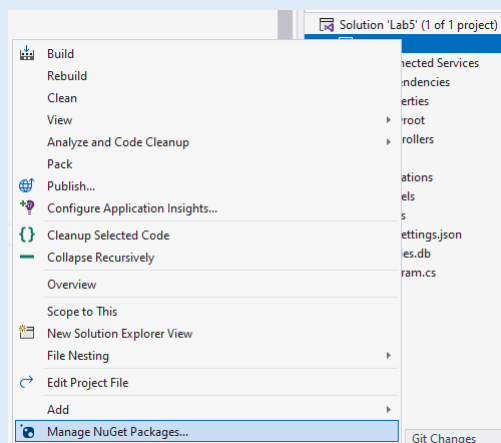 Solution 'Lab5' (1 of 1 project)
Build
Rebuild
Clean
View
Analyze and Code Cleanup
Pack
Publish...
Configure Application Insights...
Cleanup Selected Code
Collapse Recursively
Overview
Scope to This
New Solution Explorer View
File Nesting
Edit Project File
Add
Manage NuGet Packages...
nected Services
endencies
erties
root
rollers
ations
els
s
ettings.json
es.db
ram.cs
Git Changes